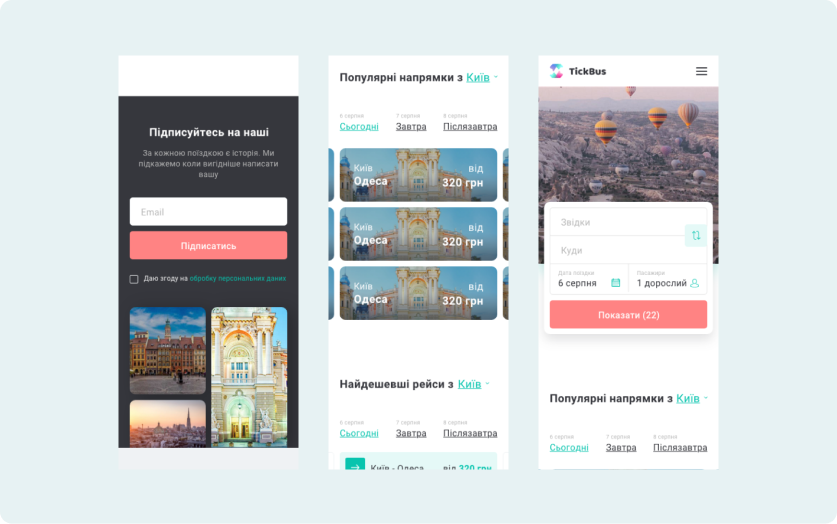 Підписуйтесь на наші
За кожною поїздкою є історія. Ми
підкажемо коли вигідніше написати
вашу
Email
Підписатись
Даю згоду на обробку персональних даних
Популярні напрямки з Київ
6 серпня
7 серпня
8 серпня
Сьогодні
Завтра
Післязавтра
Київ
від
Одеса
320 грн
Київ
від
Одеса
320 грн
Київ
від
Одеса
320 грн
Найдешевші рейси з Київ
6 серпня
7 серпня
8 серпня
Сьогодні
Завтра
Післязавтра
Київ - Одеса
від 320 грн
TickBus
Звідки
Куди
Дата поїздки
Пасажири
6 серпня
1 дорослий
Показати (22)
Популярні напрямки з Київ
6 серпня
7 серпня
8 серпня
Сьогодні
Завтра
Післязавтра